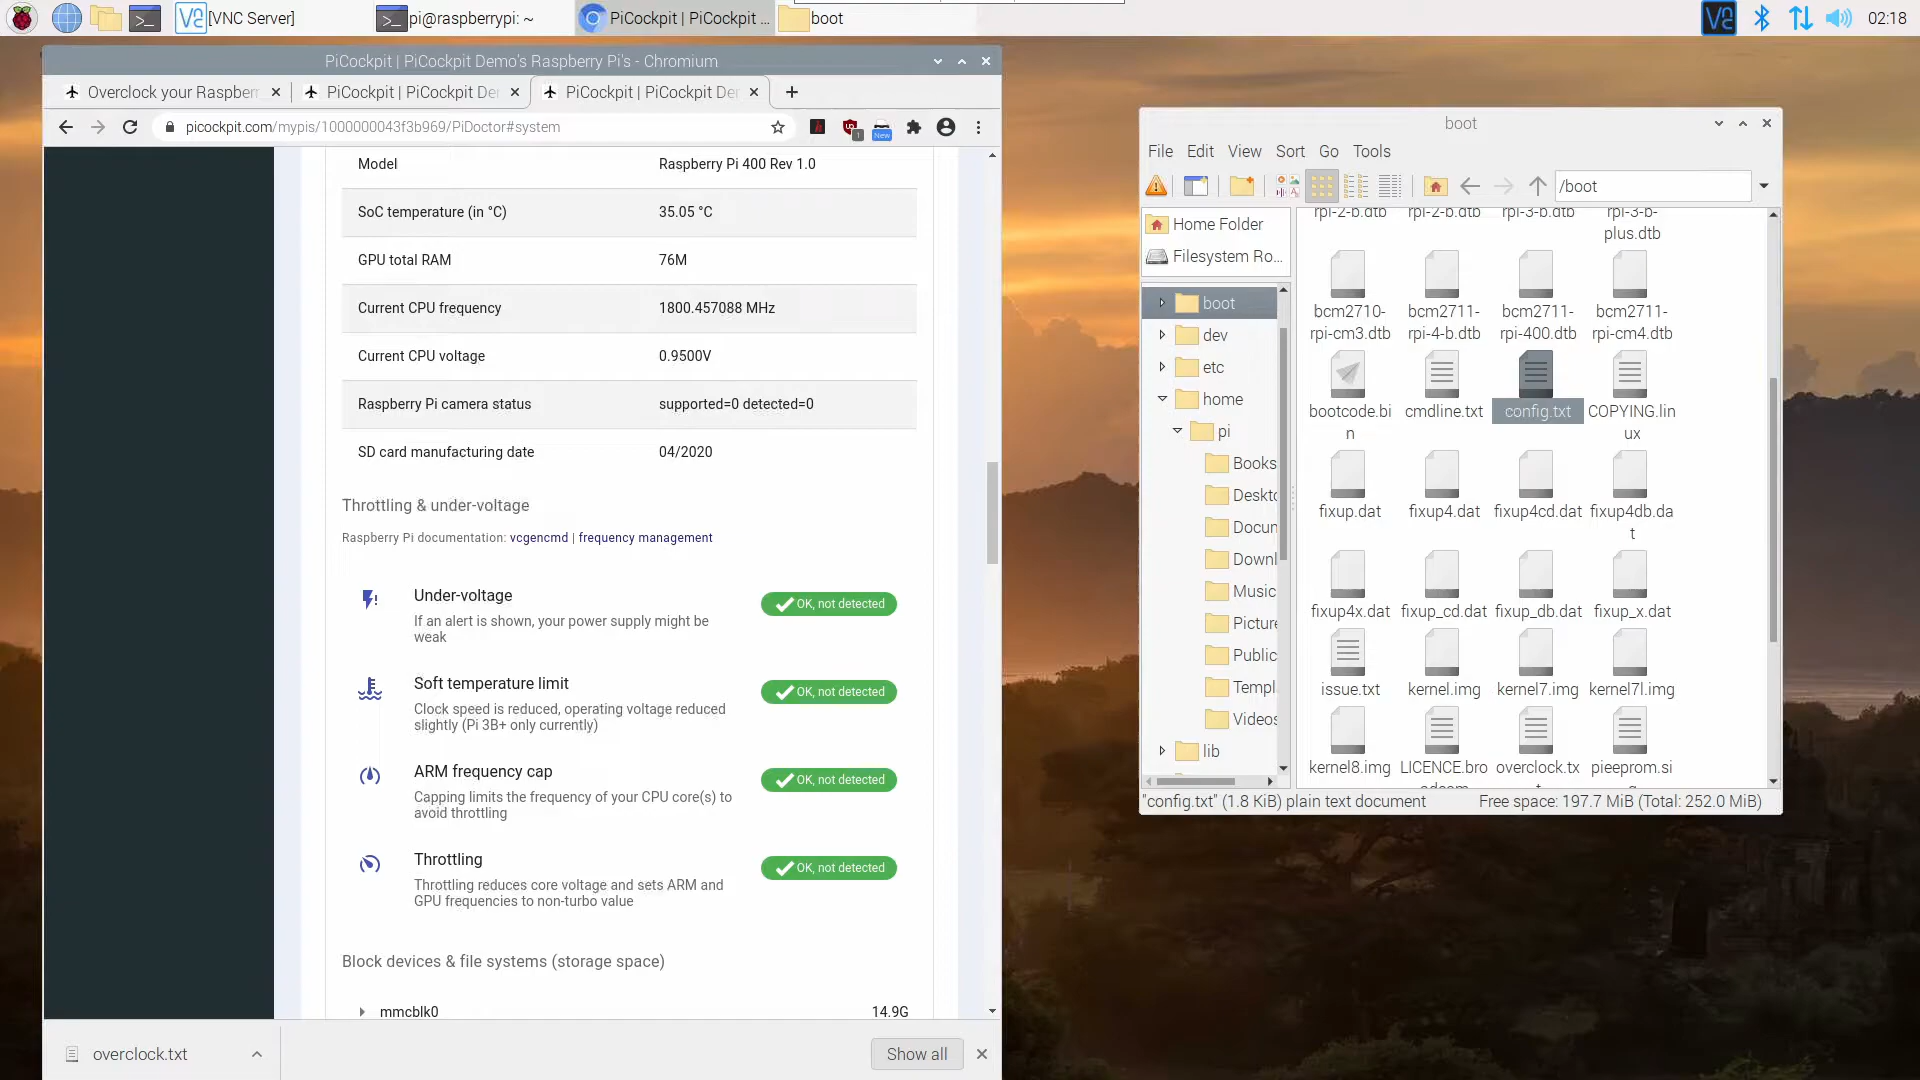 [VNC Server]
pi@raspberrypi: ~
PiCockpit | PiCockpit ...
boot
02:18
PiCockpit | PiCockpit Demo's Raspberry Pi's - Chromium
Overclock your Raspberr
PiCockpit | PiCockpit De
PiCockpit | PiCockpit De
picockpit.com/mypis/1000000043f3b969/PiDoctor#system
1
New
Model Raspberry Pi 400 Rev 1.0
SoC temperature (in °C) 35.05 °C
GPU total RAM 76M
Current CPU frequency 1800.457088 MHz
Current CPU voltage 0.9500V
Raspberry Pi camera status supported=0 detected=0
SD card manufacturing date 04/2020
Throttling & under-voltage
Raspberry Pi documentation: vcgencmd | frequency management
Under-voltage
If an alert is shown, your power supply might be
weak
OK, not detected
Soft temperature limit
Clock speed is reduced, operating voltage reduced
slightly (Pi 3B+ only currently)
OK, not detected
ARM frequency cap
Capping limits the frequency of your CPU core(s) to
avoid throttling
OK, not detected
Throttling
Throttling reduces core voltage and sets ARM and
GPU frequencies to non-turbo value
OK, not detected
Block devices & file systems (storage space)
mmcblk0 14.9G
overclock.txt
Show all
boot
File Edit View Sort Go Tools
/boot
Home Folder
Filesystem Ro...
boot
dev
etc
home
pi
Books
Deskto
Docun
Downl
Music
Picture
Public
Templ
Videos
lib
rpi-2-b.dtb rpi-2-b.dtb rpi-3-b.dtb rpi-3-b-
plus.dtb
bcm2710- bcm2711- bcm2711- bcm2711-
rpi-cm3.dtb rpi-4-b.dtb rpi-400.dtb rpi-cm4.dtb
bootcode.bi cmdline.txt config.txt COPYING.lin
n ux
fixup.dat fixup4.dat fixup4cd.dat fixup4db.da
t
fixup4x.dat fixup_cd.dat fixup_db.dat fixup_x.dat
issue.txt kernel.img kernel7.img kernel7l.img
kernel8.img LICENCE.bro overclock.tx pieeprom.si
"config.txt" (1.8 KiB) plain text document Free space: 197.7 MiB (Total: 252.0 MiB)